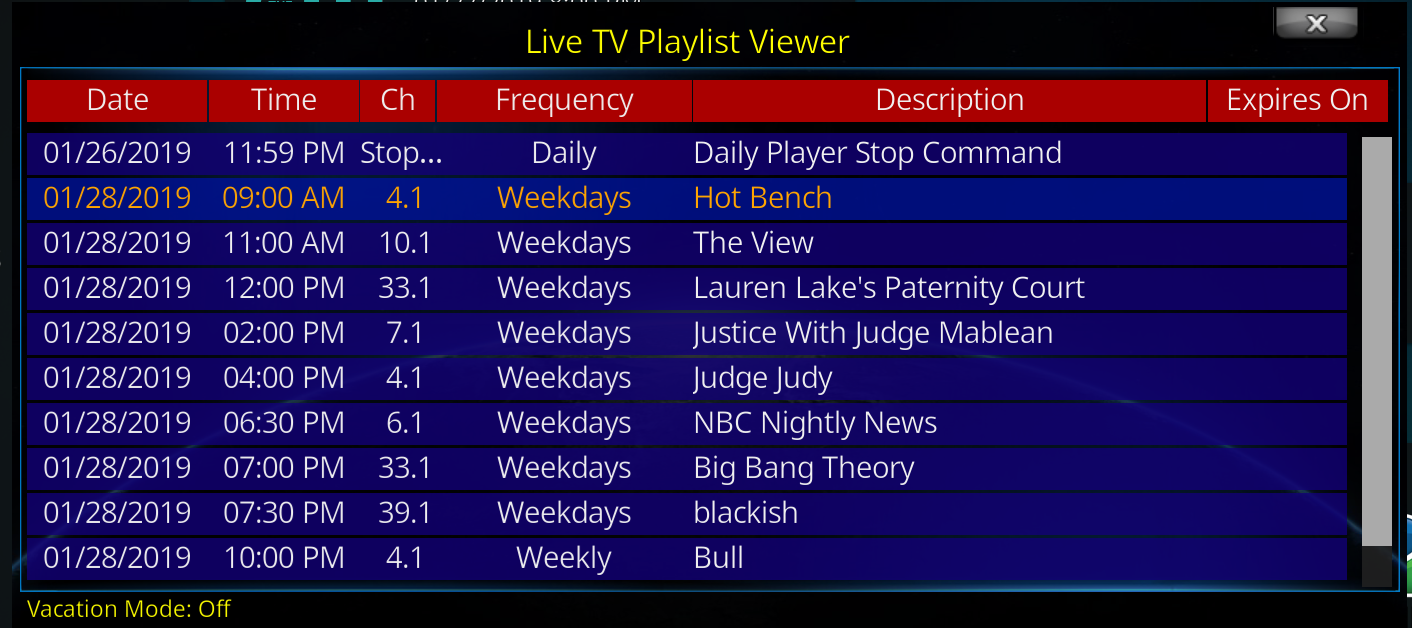 Live TV Playlist Viewer
X
Date Time Ch Frequency Description Expires On
01/26/2019 11:59 PM Stop... Daily Daily Player Stop Command
01/28/2019 09:00 AM 4.1 Weekdays Hot Bench
01/28/2019 11:00 AM 10.1 Weekdays The View
01/28/2019 12:00 PM 33.1 Weekdays Lauren Lake's Paternity Court
01/28/2019 02:00 PM 7.1 Weekdays Justice With Judge Mablean
01/28/2019 04:00 PM 4.1 Weekdays Judge Judy
01/28/2019 06:30 PM 6.1 Weekdays NBC Nightly News
01/28/2019 07:00 PM 33.1 Weekdays Big Bang Theory
01/28/2019 07:30 PM 39.1 Weekdays blackish
01/28/2019 10:00 PM 4.1 Weekly Bull
Vacation Mode: Off